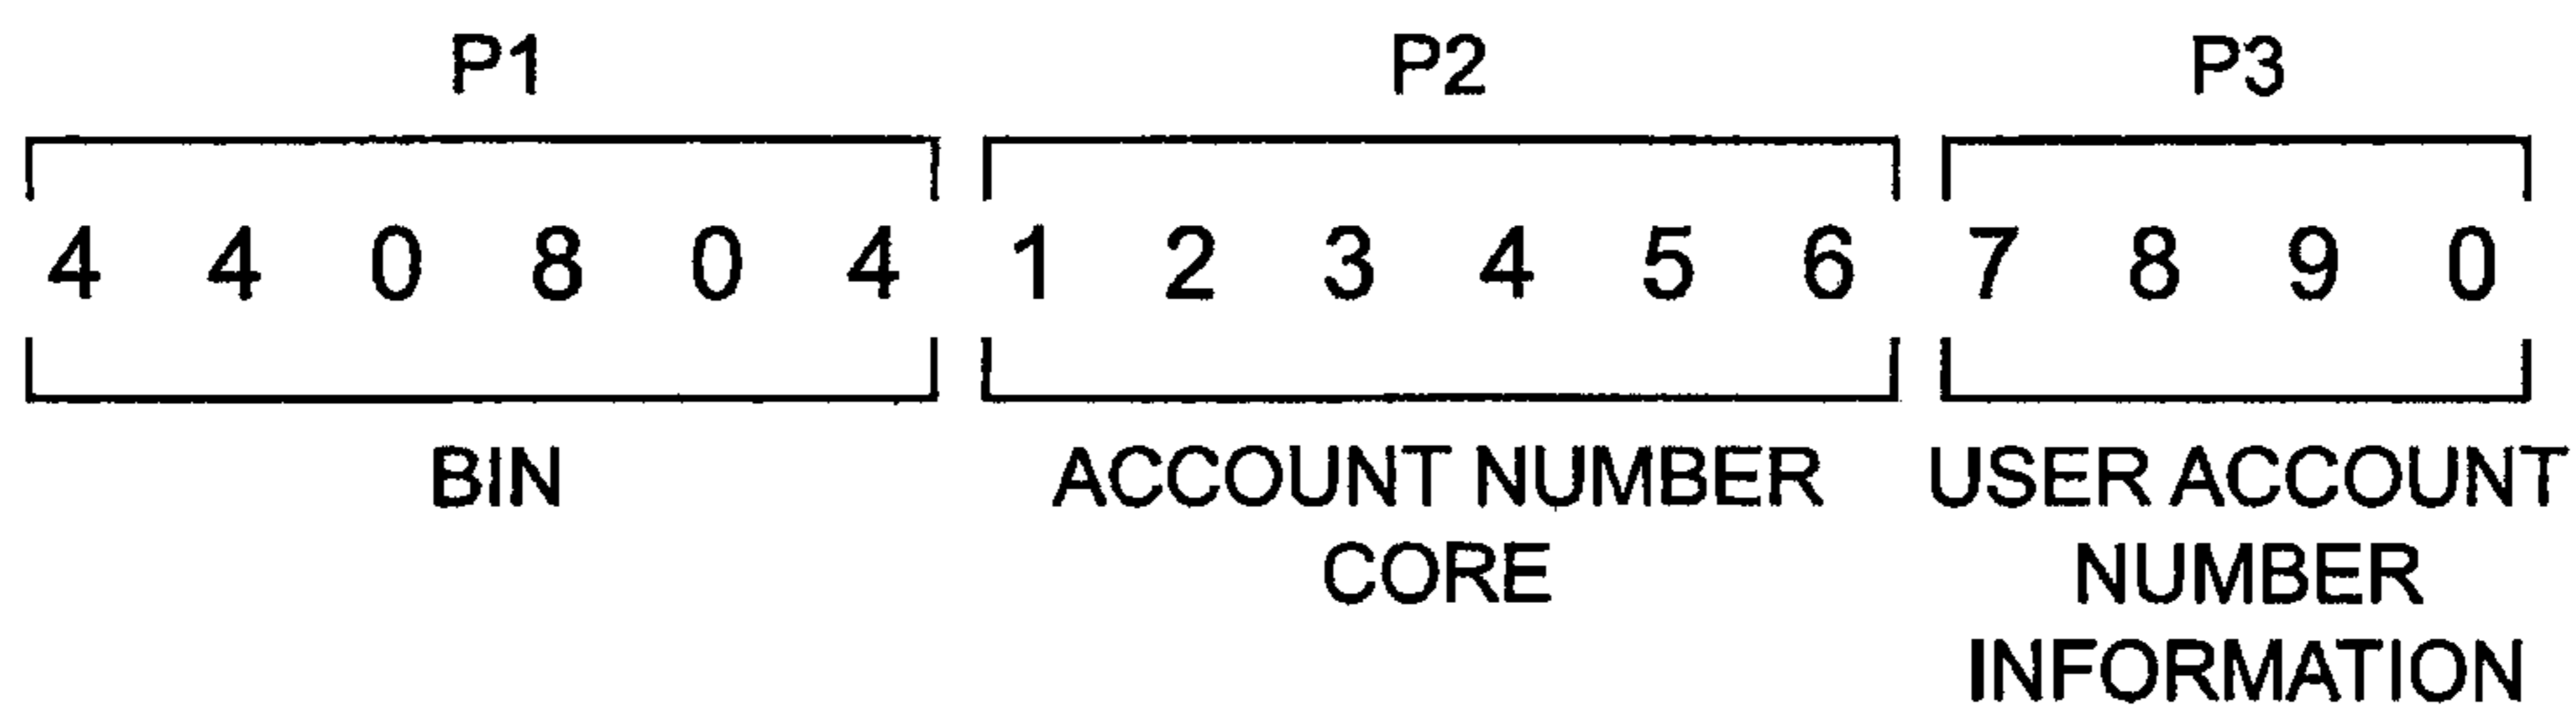 P1 P2 P3
4 4 0 8 0 4 1 2 3 4 5 6 7 8 9 0
BIN ACCOUNT NUMBER USER ACCOUNT
CORE NUMBER
INFORMATION